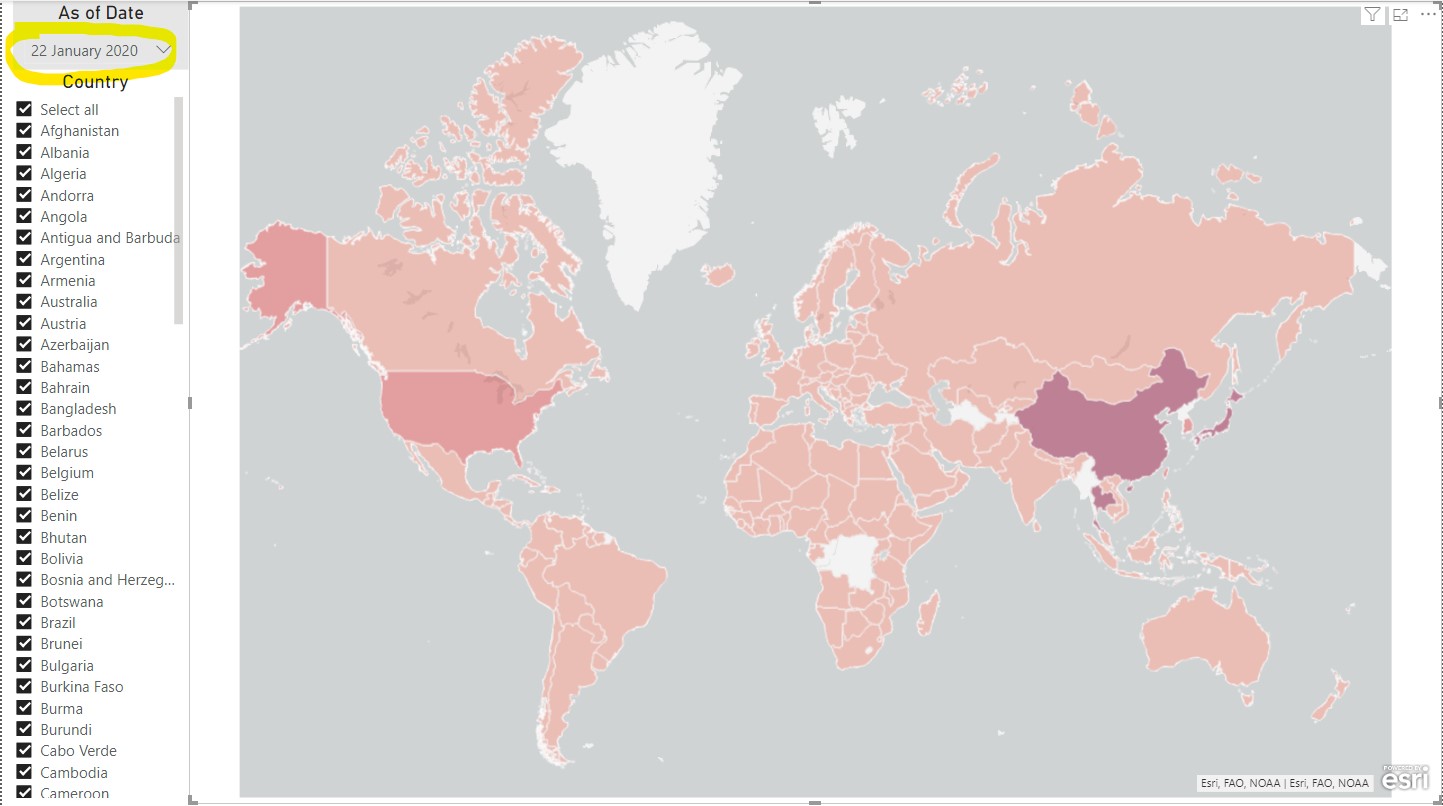 As of Date
22 January 2020
Country
Select all
Afghanistan
Albania
Algeria
Andorra
Angola
Antigua and Barbuda
Argentina
Armenia
Australia
Austria
Azerbaijan
Bahamas
Bahrain
Bangladesh
Barbados
Belarus
Belgium
Belize
Benin
Bhutan
Bolivia
Bosnia and Herzeg...
Botswana
Brazil
Brunei
Bulgaria
Burkina Faso
Burma
Burundi
Cabo Verde
Cambodia
Cameroon
Esri, FAO, NOAA | Esri, FAO, NOAA
POWERED BY
esri